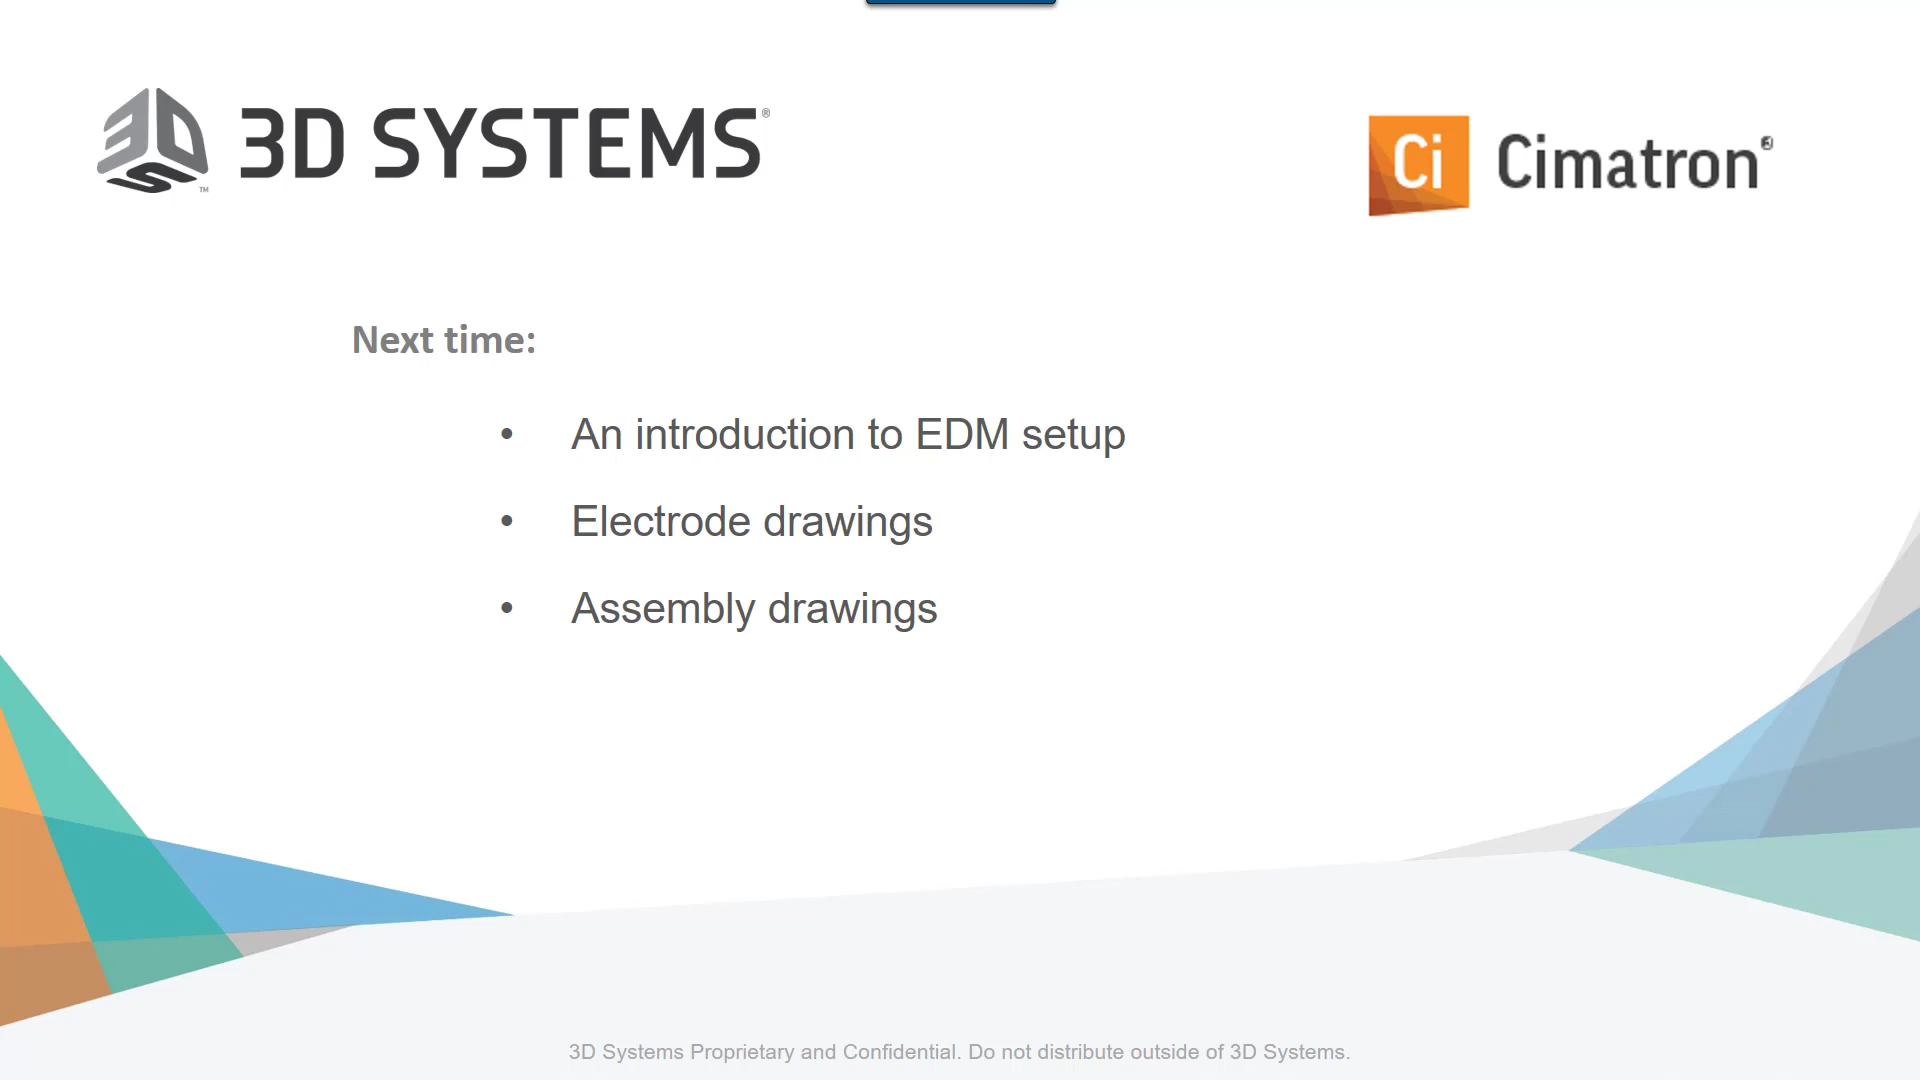 3D SYSTEMS®
Ci Cimatron®
Next time:
• An introduction to EDM setup
• Electrode drawings
• Assembly drawings
3D Systems Proprietary and Confidential. Do not distribute outside of 3D Systems.